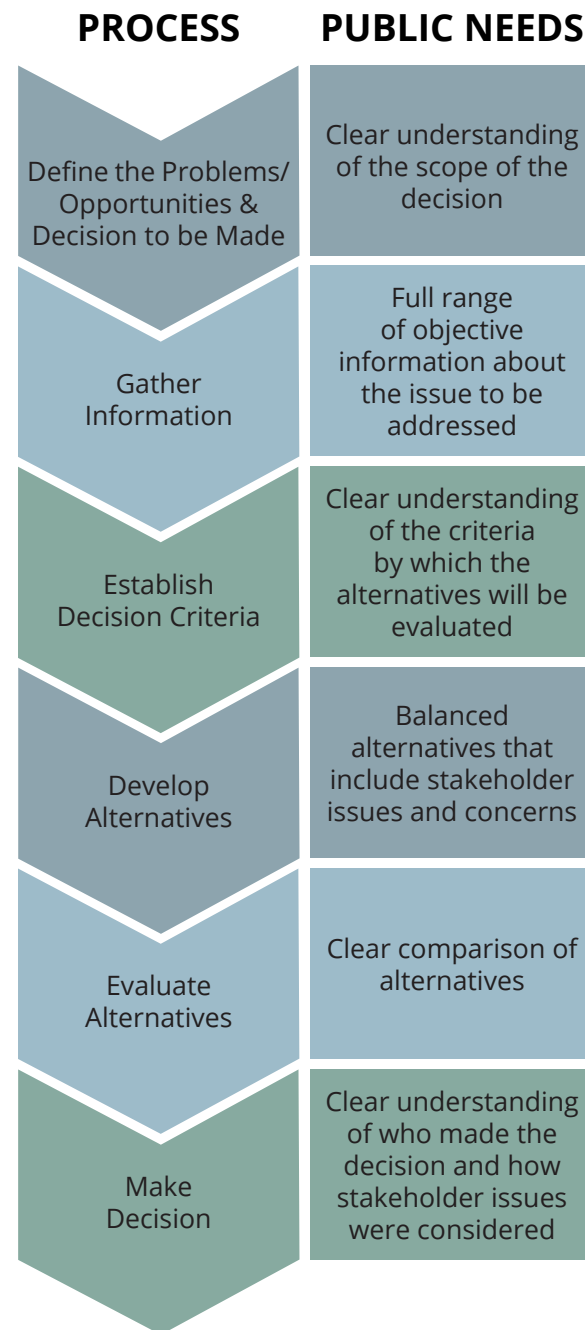 PROCESS
PUBLIC NEEDS
Define the Problems/
Opportunities &
Decision to be Made
Clear understanding
of the scope of the
decision
Gather
Information
Full range
of objective
information about
the issue to be
addressed
Establish
Decision Criteria
Clear understanding
of the criteria
by which the
alternatives will be
evaluated
Develop
Alternatives
Balanced
alternatives that
include stakeholder
issues and concerns
Evaluate
Alternatives
Clear comparison of
alternatives
Make
Decision
Clear understanding
of who made the
decision and how
stakeholder issues
were considered